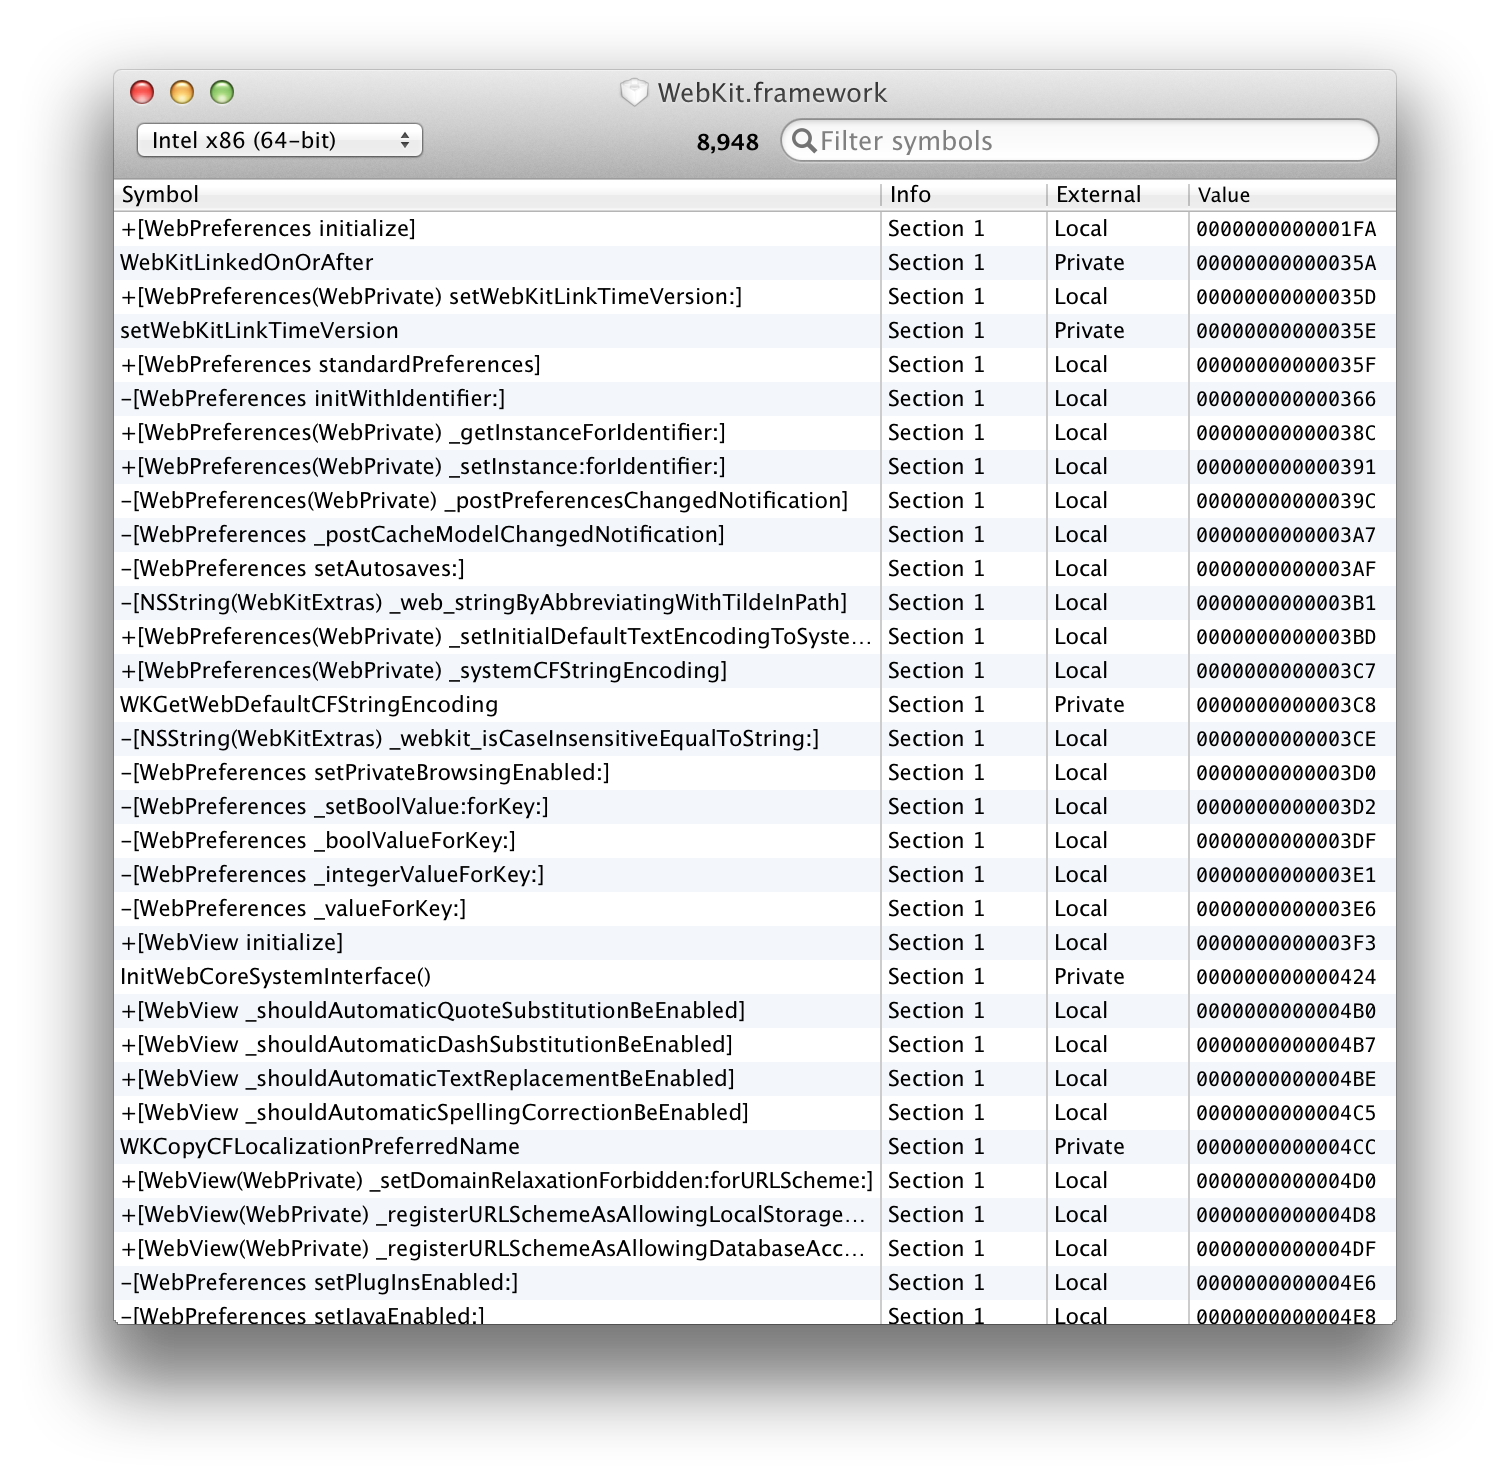 WebKit.framework
Intel x86 (64-bit) 8,948 Filter symbols
Symbol Info External Value
+[WebPreferences initialize] Section 1 Local 00000000000001FA
WebKitLinkedOnOrAfter Section 1 Private 000000000000035A
+[WebPreferences(WebPrivate) setWebKitLinkTimeVersion:] Section 1 Local 000000000000035D
setWebKitLinkTimeVersion Section 1 Private 000000000000035E
+[WebPreferences standardPreferences] Section 1 Local 000000000000035F
-[WebPreferences initWithIdentifier:] Section 1 Local 0000000000000366
+[WebPreferences(WebPrivate) _getInstanceForIdentifier:] Section 1 Local 000000000000038C
+[WebPreferences(WebPrivate) _setInstance:forIdentifier:] Section 1 Local 0000000000000391
-[WebPreferences(WebPrivate) _postPreferencesChangedNotification] Section 1 Local 000000000000039C
-[WebPreferences _postCacheModelChangedNotification] Section 1 Local 00000000000003A7
-[WebPreferences setAutosaves:] Section 1 Local 00000000000003AF
-[NSString(WebKitExtras) _web_stringByAbbreviatingWithTildeInPath] Section 1 Local 00000000000003B1
+[WebPreferences(WebPrivate) _setInitialDefaultTextEncodingToSyste... Section 1 Local 00000000000003BD
+[WebPreferences(WebPrivate) _systemCFStringEncoding] Section 1 Local 00000000000003C7
WKGetWebDefaultCFStringEncoding Section 1 Private 00000000000003C8
-[NSString(WebKitExtras) _webkit_isCaseInsensitiveEqualToString:] Section 1 Local 00000000000003CE
-[WebPreferences setPrivateBrowsingEnabled:] Section 1 Local 00000000000003D0
-[WebPreferences _setBoolValue:forKey:] Section 1 Local 00000000000003D2
-[WebPreferences _boolValueForKey:] Section 1 Local 00000000000003DF
-[WebPreferences _integerValueForKey:] Section 1 Local 00000000000003E1
-[WebPreferences _valueForKey:] Section 1 Local 00000000000003E6
+[WebView initialize] Section 1 Local 00000000000003F3
InitWebCoreSystemInterface() Section 1 Private 0000000000000424
+[WebView _shouldAutomaticQuoteSubstitutionBeEnabled] Section 1 Local 00000000000004B0
+[WebView _shouldAutomaticDashSubstitutionBeEnabled] Section 1 Local 00000000000004B7
+[WebView _shouldAutomaticTextReplacementBeEnabled] Section 1 Local 00000000000004BE
+[WebView _shouldAutomaticSpellingCorrectionBeEnabled] Section 1 Local 00000000000004C5
WKCopyCFLocalizationPreferredName Section 1 Private 00000000000004CC
+[WebView(WebPrivate) _setDomainRelaxationForbidden:forURLScheme:] Section 1 Local 00000000000004D0
+[WebView(WebPrivate) _registerURLSchemeAsAllowingLocalStorage... Section 1 Local 00000000000004D8
+[WebView(WebPrivate) _registerURLSchemeAsAllowingDatabaseAcc... Section 1 Local 00000000000004DF
-[WebPreferences setPlugInsEnabled:] Section 1 Local 00000000000004E6
-[WebPreferences setJavaEnabled:] Section 1 Local 00000000000004E8